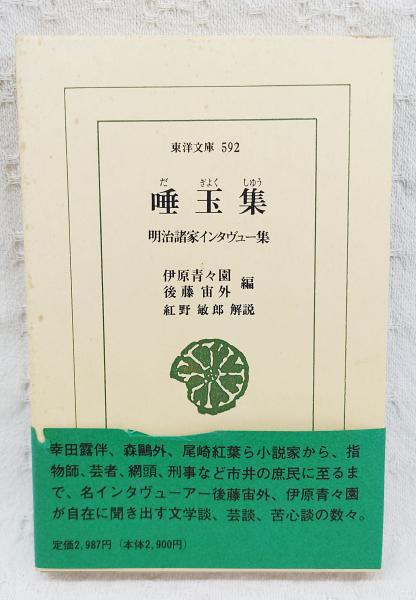 東洋文庫 592
だ ぎよく しゆう
唾玉集
明治諸家インタヴュー集
伊原青々園
後藤宙外 編
紅野敏郎 解説
幸田露伴、森鷗外、尾崎紅葉ら小説家から、指
物師、芸者、網頭、刑事など市井の庶民に至るま
で、名インタヴューアー後藤宙外、伊原青々園
が自在に聞き出す文学談、芸談、苦心談の数々。
定価2,987円(本体2,900円)